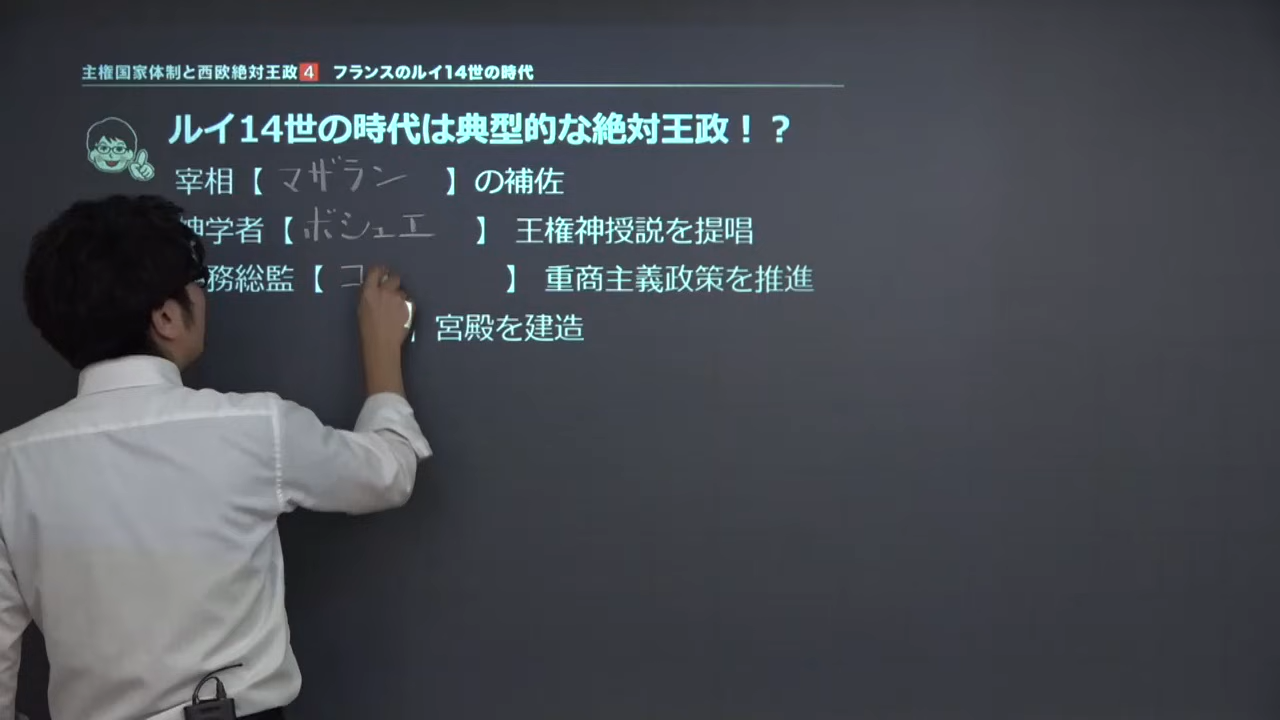 主権国家体制と西欧絶対王政4 フランスのルイ14世の時代
ルイ14世の時代は典型的な絶対王政！？
宰相【 マザラン 】の補佐
神学者【 ボシュエ 】 王権神授説を提唱
務総監【 コ 】 重商主義政策を推進
】 宮殿を建造